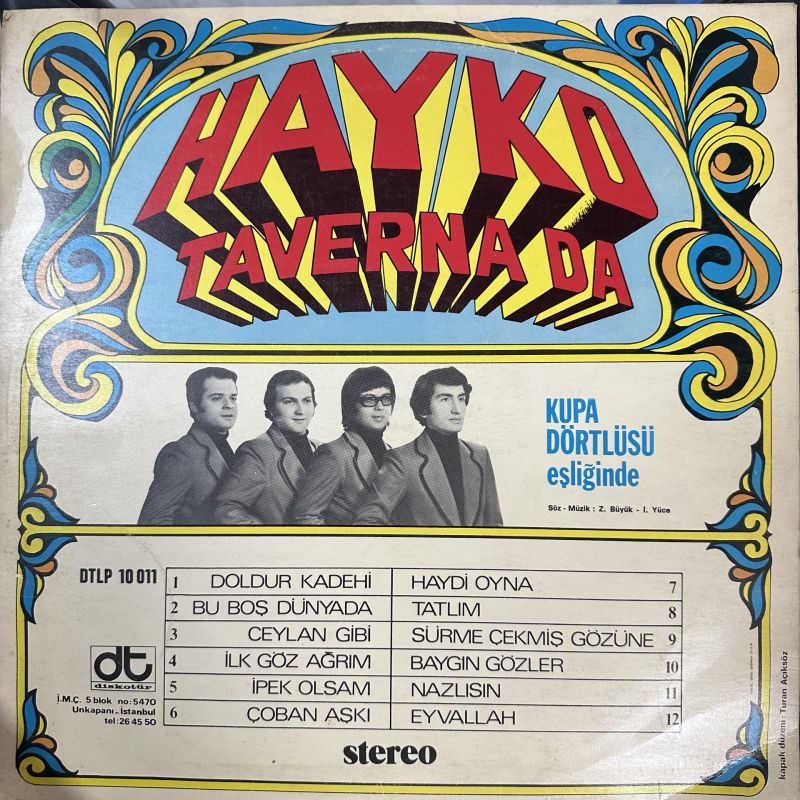 HAYKO
TAVERNA DA
KUPA
DÖRTLÜSÜ
eşliğinde
Söz - Müzik : Z. Büyük - İ. Yüce
DTLP 10 011
1 DOLDUR KADEHİ
2 BU BOŞ DÜNYADA
3 CEYLAN GİBİ
4 İLK GÖZ AĞRIM
5 İPEK OLSAM
6 ÇOBAN AŞKI
HAYDİ OYNA 7
TATLIM 8
SÜRME ÇEKMİŞ GÖZÜNE 9
BAYGIN GÖZLER 10
NAZLISIN 11
EYVALLAH 12
dt
diskotür
İ.M.Ç. 5 blok no: 5470
Unkapanı - İstanbul
tel: 26 45 50
stereo
kapak düzeni : Turan Açıksöz